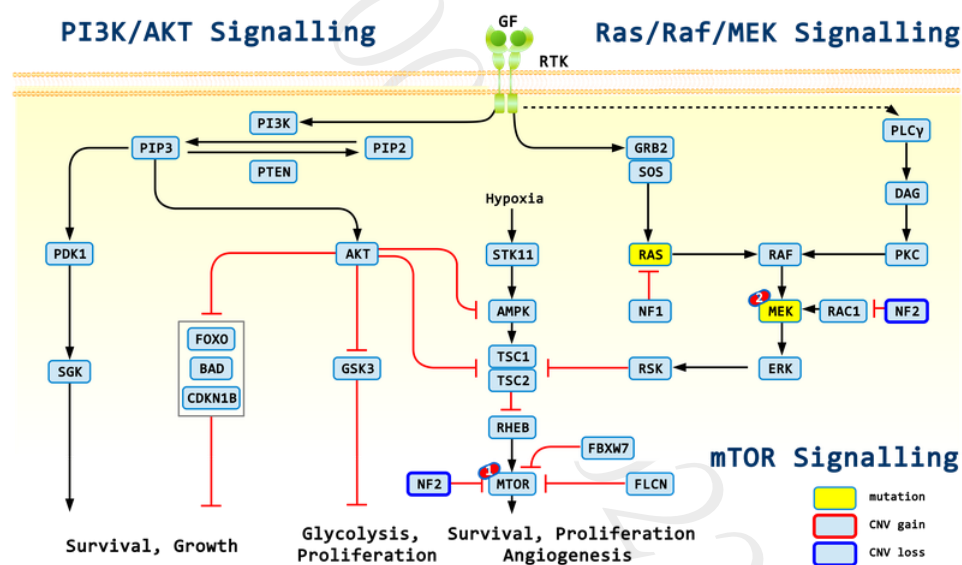 PI3K/AKT Signalling
GF
Ras/Raf/MEK Signalling
RTK
PI3K
PLCγ
PIP3
PIP2
GRB2
PTEN
SOS
DAG
Hypoxia
PDK1
AKT
STK11
RAS
RAF
PKC
2
AMPK
NF1
MEK
RAC1
NF2
FOXO
TSC1
BAD
SGK
GSK3
TSC2
RSK
ERK
CDKN1B
RHEB
FBXW7
mTOR Signalling
1
NF2
MTOR
FLCN
mutation
CNV gain
CNV loss
Survival, Growth
Glycolysis,
Proliferation
Survival, Proliferation
Angiogenesis